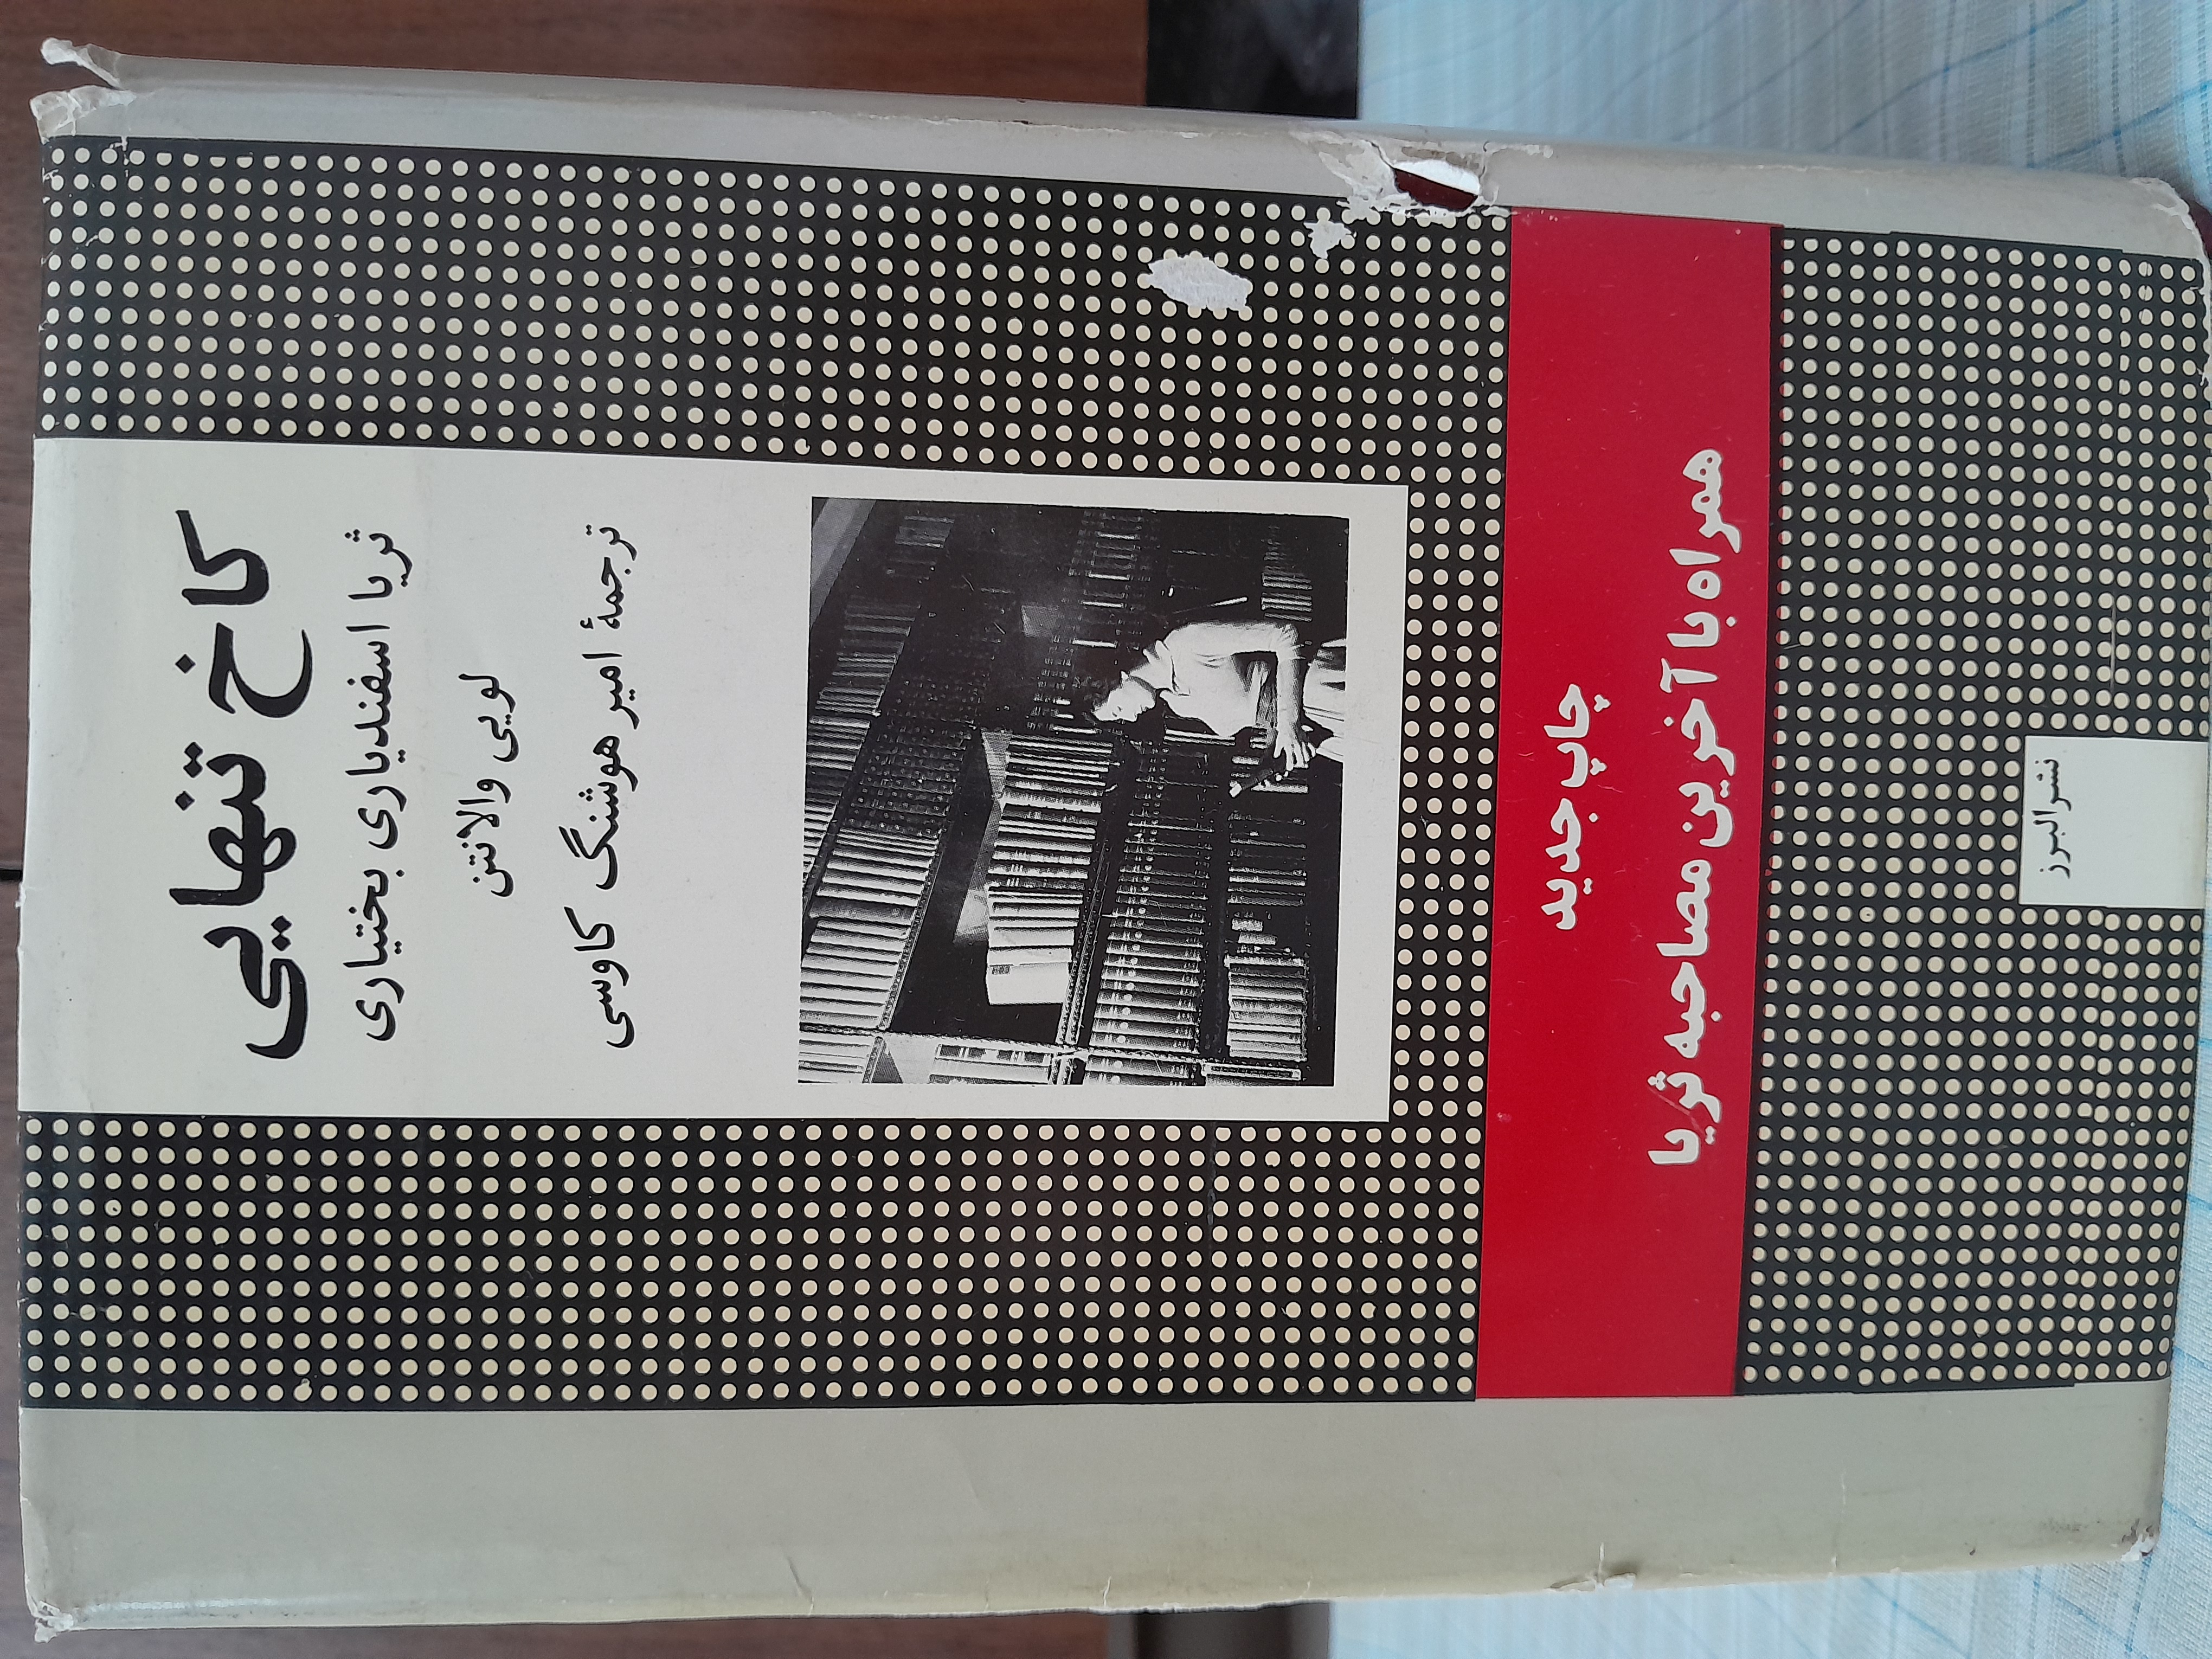 کاخ تنهایی
ثریا اسفندیاری بختیاری
لویی والانتن
ترجمهٔ امیر هوشنگ کاوسی
چاپ جدید
همراه با آخرین مصاحبه ثریا
نشر البرز